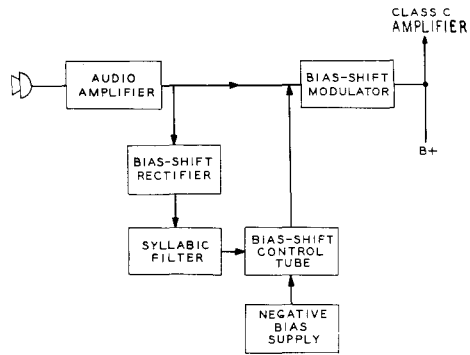 CLASS C
AMPLIFIER
AUDIO
AMPLIFIER
BIAS-SHIFT
MODULATOR
B+
BIAS-SHIFT
RECTIFIER
SYLLABIC
FILTER
BIAS-SHIFT
CONTROL
TUBE
NEGATIVE
BIAS
SUPPLY